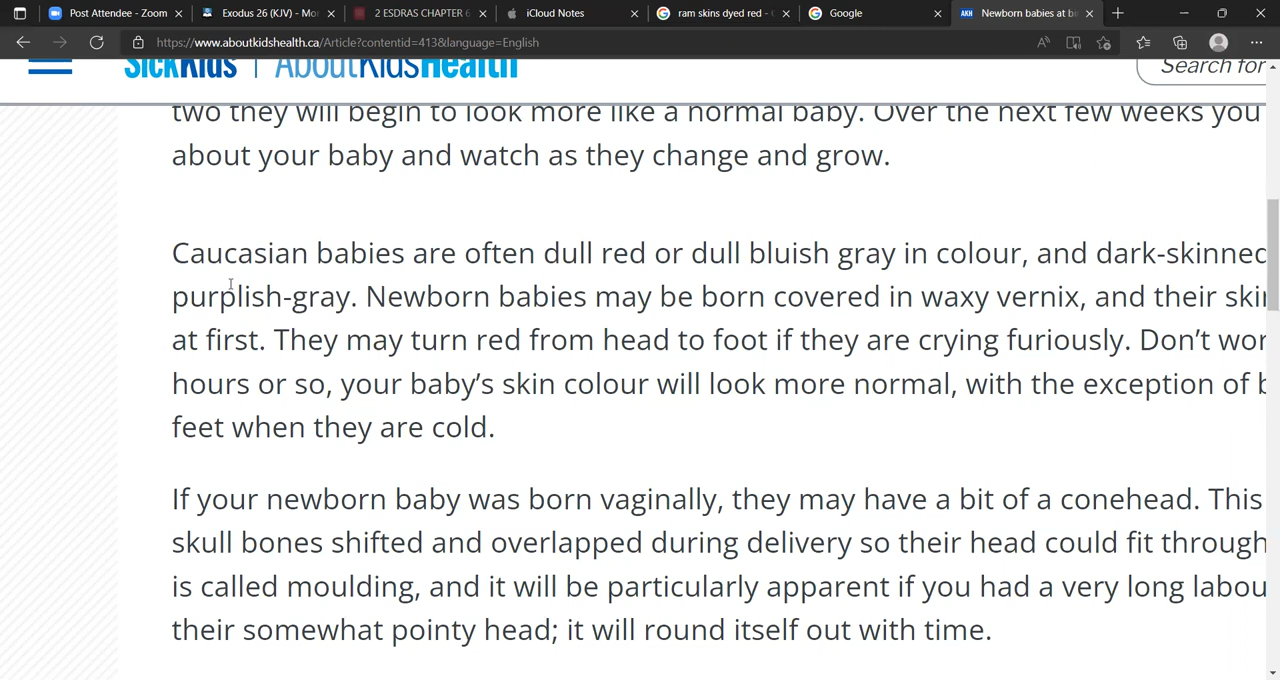 Post Attendee - Zoom
Exodus 26 (KJV) - Mo
2 ESDRAS CHAPTER 6
iCloud Notes
ram skins dyed red -
Google
Newborn babies at bi
https://www.aboutkidshealth.ca/Article?contentid=413&language=English
SickKids | AboutKidsHealth
Search for
two they will begin to look more like a normal baby. Over the next few weeks you
about your baby and watch as they change and grow.
Caucasian babies are often dull red or dull bluish gray in colour, and dark-skinned
purplish-gray. Newborn babies may be born covered in waxy vernix, and their skin
at first. They may turn red from head to foot if they are crying furiously. Don't wor
hours or so, your baby's skin colour will look more normal, with the exception of b
feet when they are cold.
If your newborn baby was born vaginally, they may have a bit of a conehead. This
skull bones shifted and overlapped during delivery so their head could fit through
is called moulding, and it will be particularly apparent if you had a very long labou
their somewhat pointy head; it will round itself out with time.